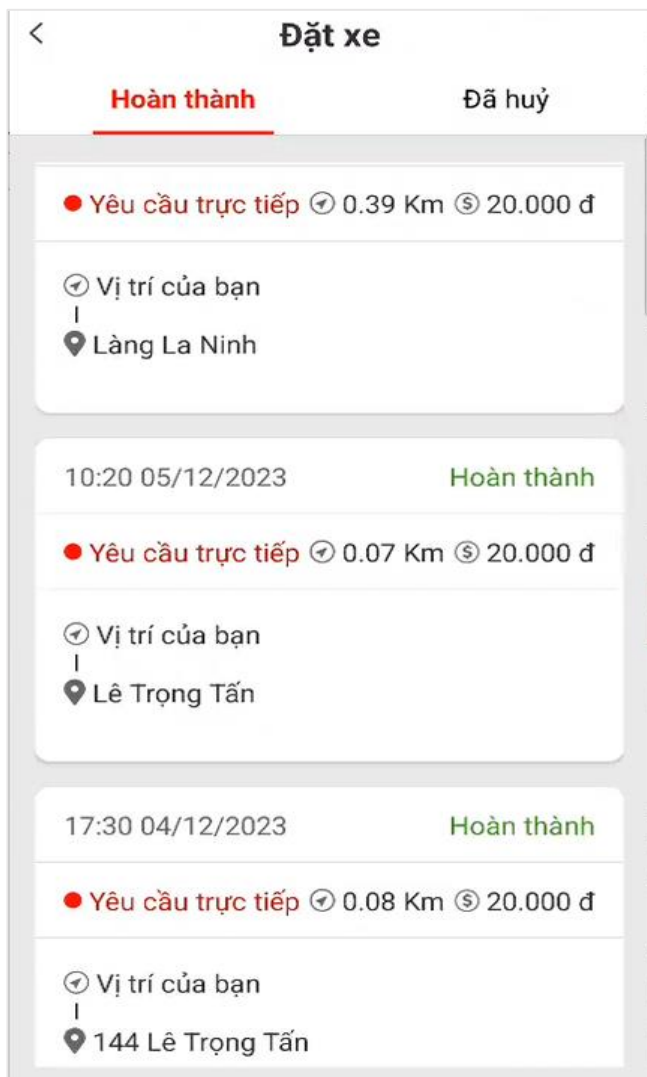 Đặt xe
Hoàn thành Đã huỷ
Yêu cầu trực tiếp 0.39 Km 20.000 đ
Vị trí của bạn
Làng La Ninh
10:20 05/12/2023 Hoàn thành
Yêu cầu trực tiếp 0.07 Km 20.000 đ
Vị trí của bạn
Lê Trọng Tấn
17:30 04/12/2023 Hoàn thành
Yêu cầu trực tiếp 0.08 Km 20.000 đ
Vị trí của bạn
144 Lê Trọng Tấn